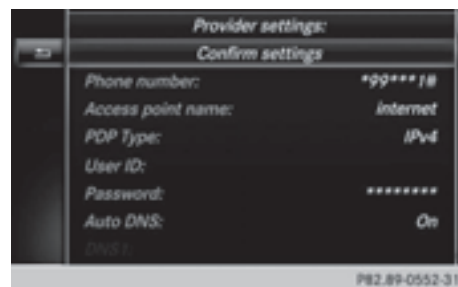 Provider settings:
Confirm settings
Phone number: *99***1#
Access point name: internet
PDP Type: IPv4
User ID:
Password: ********
Auto DNS: On
DNS1:
P82.89-0552-31